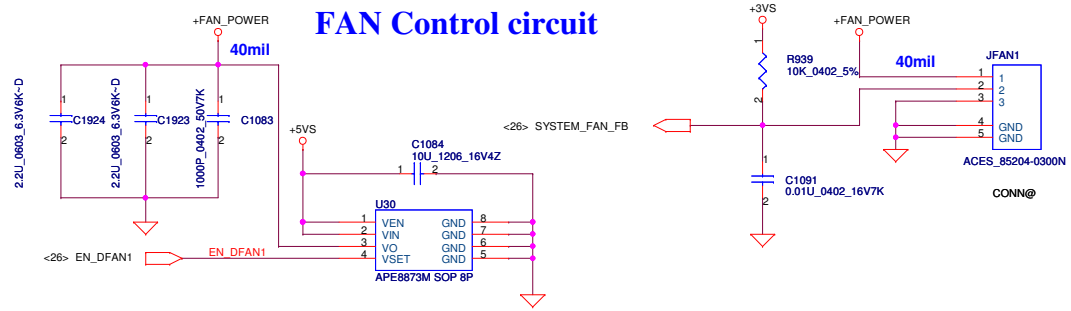 FAN Control circuit
+FAN_POWER
40mil
2.2U_0603_6.3V6K~D
1
C1924
2
2.2U_0603_6.3V6K~D
1
C1923
2
1000P_0402_50V7K
1
C1083
2
+5VS
C1084
10U_1206_16V4Z
1 2
U30
1 VEN GND 8
2 VIN GND 7
3 VO GND 6
4 VSET GND 5
APE8873M SOP 8P
<26> EN_DFAN1
EN_DFAN1
+3VS
1
R939
10K_0402_5%
2
<26> SYSTEM_FAN_FB
1
C1091
0.01U_0402_16V7K
2
+FAN_POWER
40mil
JFAN1
1 1
2 2
3 3
4 GND
5 GND
ACES_85204-0300N
CONN@